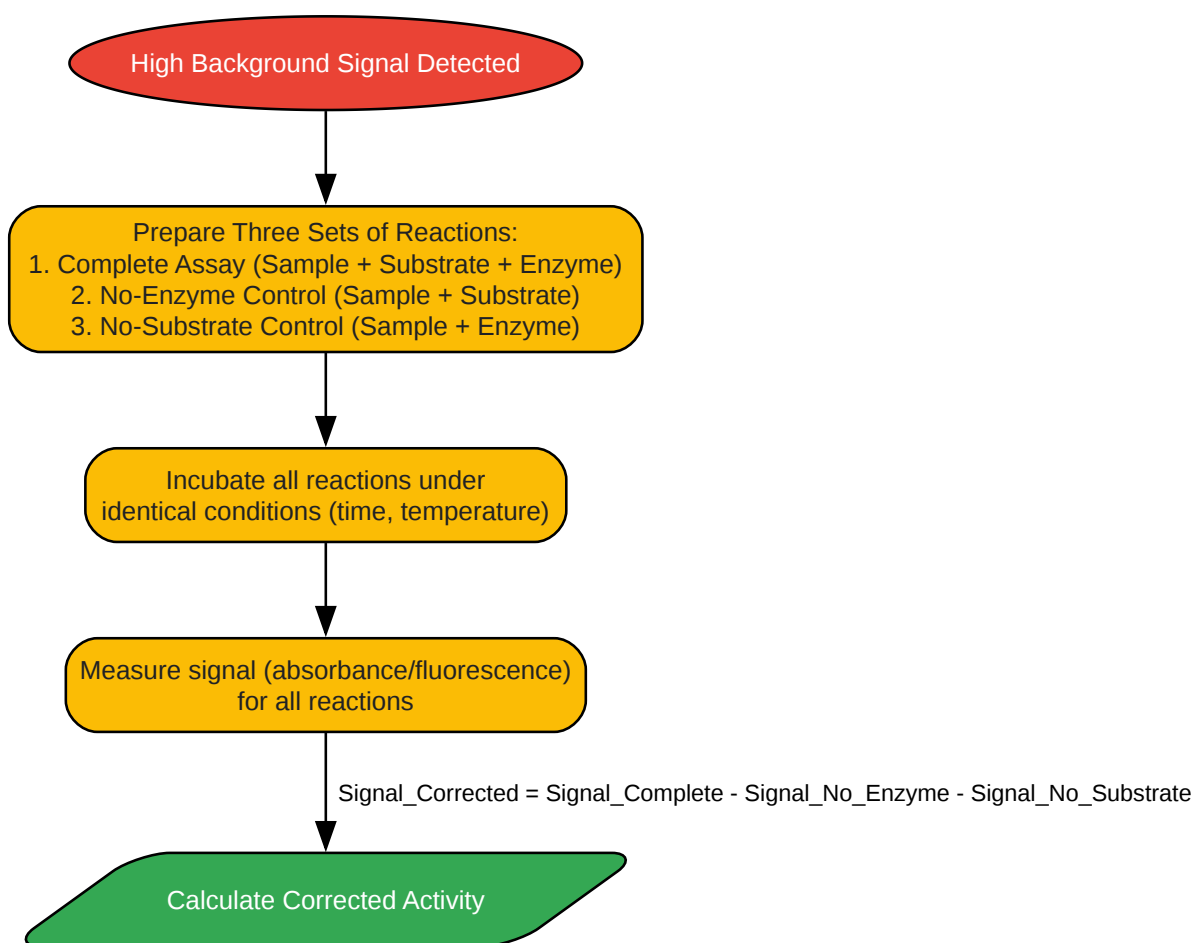 High Background Signal Detected
Prepare Three Sets of Reactions:
1. Complete Assay (Sample + Substrate + Enzyme)
2. No-Enzyme Control (Sample + Substrate)
3. No-Substrate Control (Sample + Enzyme)
Incubate all reactions under
identical conditions (time, temperature)
Measure signal (absorbance/fluorescence)
for all reactions
Signal_Corrected = Signal_Complete - Signal_No_Enzyme - Signal_No_Substrate
Calculate Corrected Activity